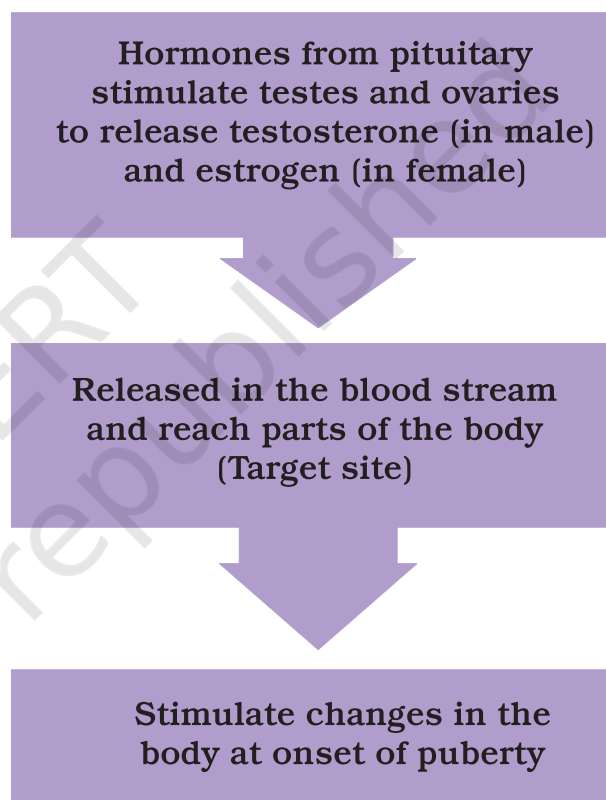 Hormones from pituitary
stimulate testes and ovaries
to release testosterone (in male)
and estrogen (in female)
Released in the blood stream
and reach parts of the body
(Target site)
Stimulate changes in the
body at onset of puberty
republished